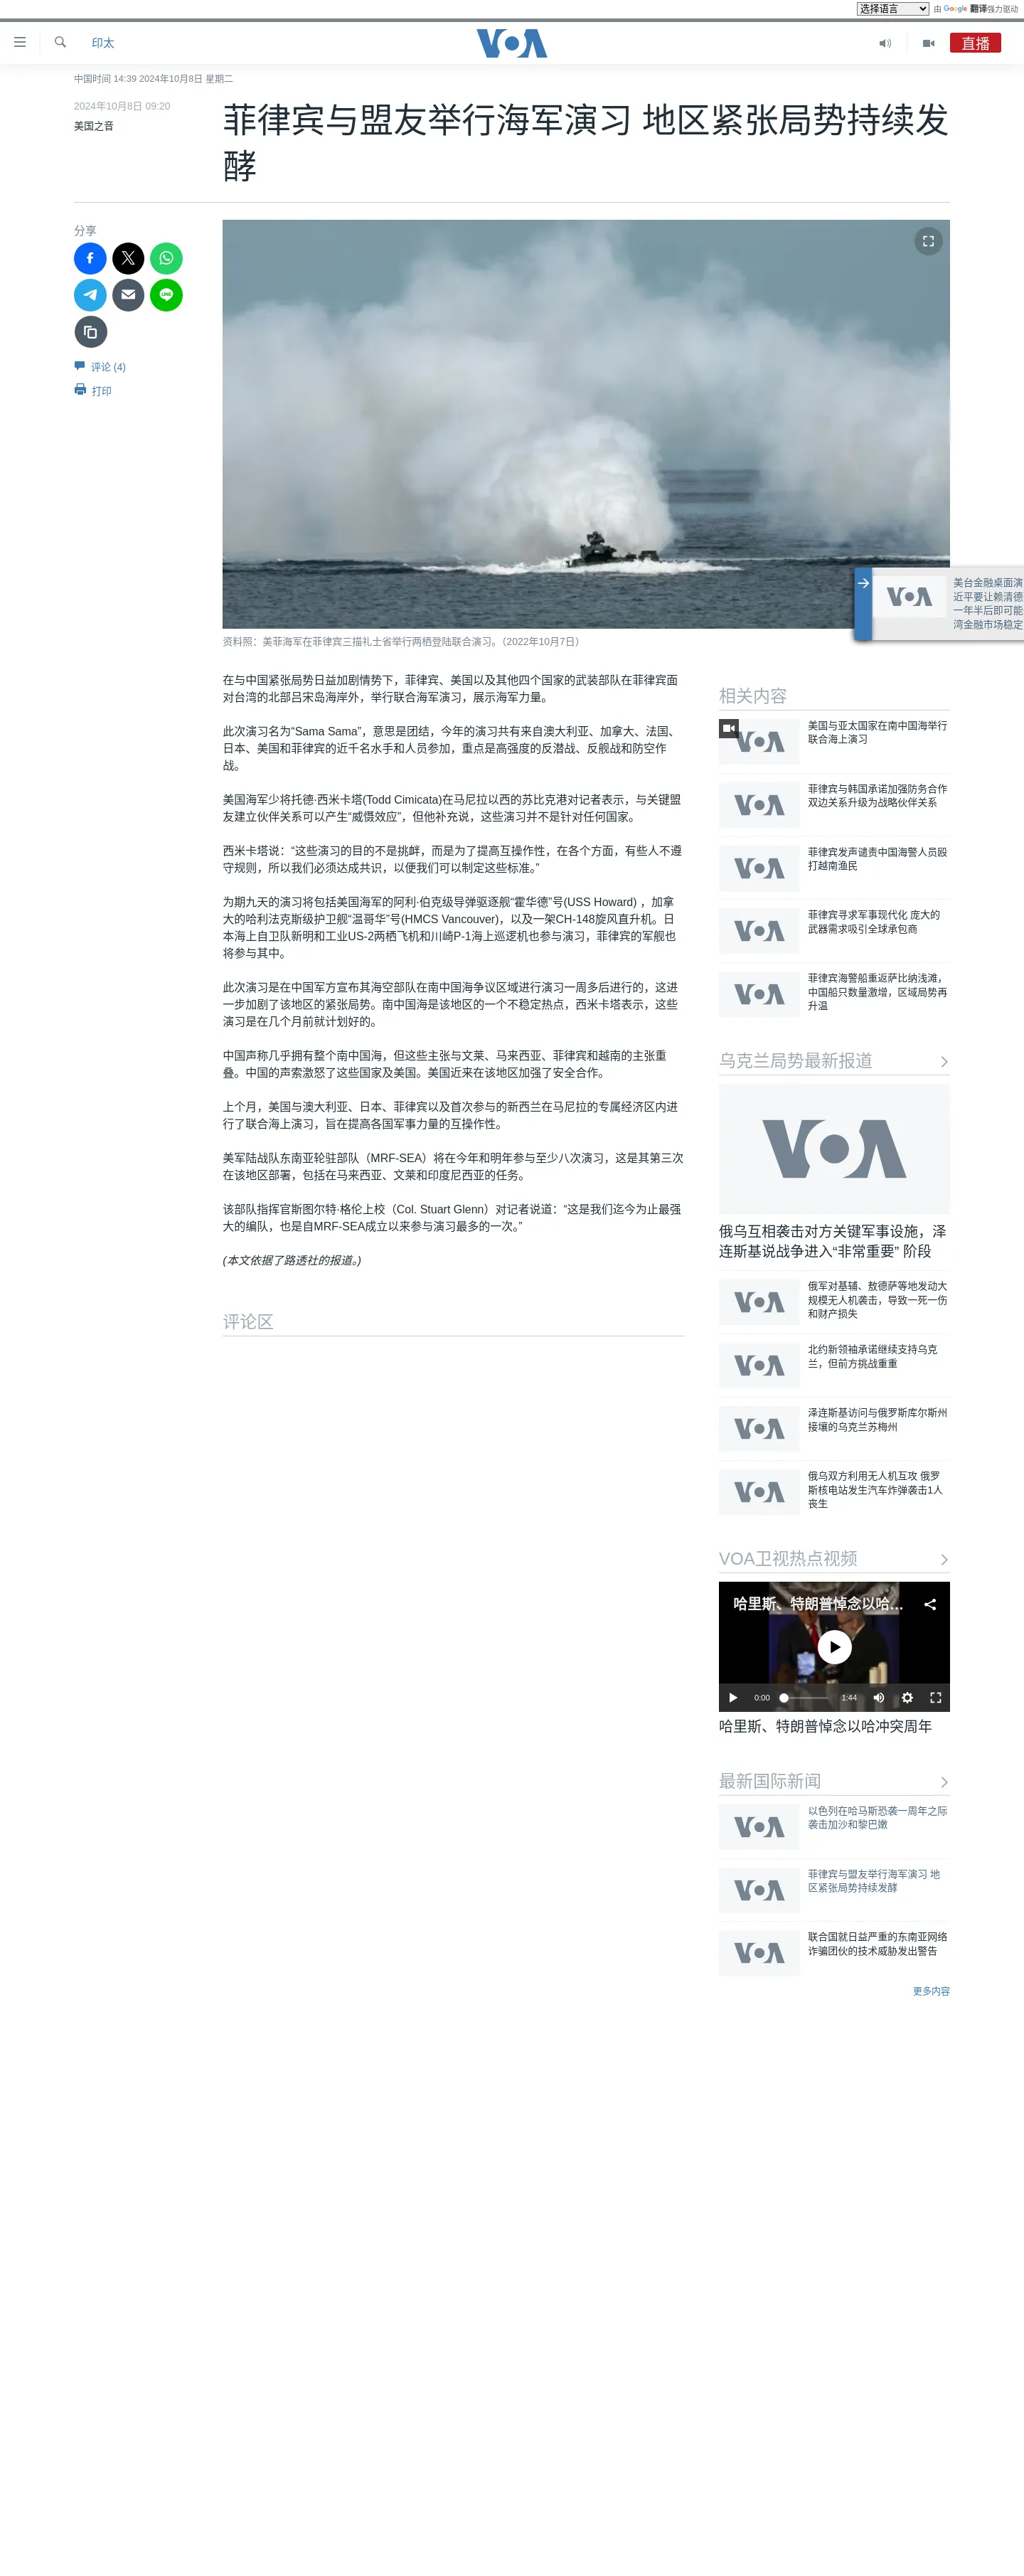 选择语言 由 Google 翻译强力驱动
印太
VOA
直播
中国时间 14:39 2024年10月8日 星期二
2024年10月8日 09:20
美国之音
菲律宾与盟友举行海军演习 地区紧张局势持续发
酵
分享
评论 (4)
打印
资料照：美菲海军在菲律宾三描礼士省举行两栖登陆联合演习。（2022年10月7日）
VOA
美台金融桌面演
近平要让赖清德
一年半后即可能
湾金融市场稳定
在与中国紧张局势日益加剧情势下，菲律宾、美国以及其他四个国家的武装部队在菲律宾面
对台湾的北部吕宋岛海岸外，举行联合海军演习，展示海军力量。
此次演习名为“Sama Sama”，意思是团结，今年的演习共有来自澳大利亚、加拿大、法国、
日本、美国和菲律宾的近千名水手和人员参加，重点是高强度的反潜战、反舰战和防空作
战。
美国海军少将托德·西米卡塔(Todd Cimicata)在马尼拉以西的苏比克港对记者表示，与关键盟
友建立伙伴关系可以产生“威慑效应”，但他补充说，这些演习并不是针对任何国家。
西米卡塔说：“这些演习的目的不是挑衅，而是为了提高互操作性，在各个方面，有些人不遵
守规则，所以我们必须达成共识，以便我们可以制定这些标准。”
为期九天的演习将包括美国海军的阿利·伯克级导弹驱逐舰“霍华德”号(USS Howard) ，加拿
大的哈利法克斯级护卫舰“温哥华”号(HMCS Vancouver)，以及一架CH-148旋风直升机。日
本海上自卫队新明和工业US-2两栖飞机和川崎P-1海上巡逻机也参与演习，菲律宾的军舰也
将参与其中。
此次演习是在中国军方宣布其海空部队在南中国海争议区域进行演习一周多后进行的，这进
一步加剧了该地区的紧张局势。南中国海是该地区的一个不稳定热点，西米卡塔表示，这些
演习是在几个月前就计划好的。
中国声称几乎拥有整个南中国海，但这些主张与文莱、马来西亚、菲律宾和越南的主张重
叠。中国的声索激怒了这些国家及美国。美国近来在该地区加强了安全合作。
上个月，美国与澳大利亚、日本、菲律宾以及首次参与的新西兰在马尼拉的专属经济区内进
行了联合海上演习，旨在提高各国军事力量的互操作性。
美军陆战队东南亚轮驻部队（MRF-SEA）将在今年和明年参与至少八次演习，这是其第三次
在该地区部署，包括在马来西亚、文莱和印度尼西亚的任务。
该部队指挥官斯图尔特·格伦上校（Col. Stuart Glenn）对记者说道：“这是我们迄今为止最强
大的编队，也是自MRF-SEA成立以来参与演习最多的一次。”
(本文依据了路透社的报道。)
评论区
相关内容
VOA
美国与亚太国家在南中国海举行
联合海上演习
VOA
菲律宾与韩国承诺加强防务合作
双边关系升级为战略伙伴关系
VOA
菲律宾发声谴责中国海警人员殴
打越南渔民
VOA
菲律宾寻求军事现代化 庞大的
武器需求吸引全球承包商
VOA
菲律宾海警船重返萨比纳浅滩，
中国船只数量激增，区域局势再
升温
乌克兰局势最新报道
VOA
俄乌互相袭击对方关键军事设施，泽
连斯基说战争进入“非常重要” 阶段
VOA
俄军对基辅、敖德萨等地发动大
规模无人机袭击，导致一死一伤
和财产损失
VOA
北约新领袖承诺继续支持乌克
兰，但前方挑战重重
VOA
泽连斯基访问与俄罗斯库尔斯州
接壤的乌克兰苏梅州
VOA
俄乌双方利用无人机互攻 俄罗
斯核电站发生汽车炸弹袭击1人
丧生
VOA卫视热点视频
哈里斯、特朗普悼念以哈...
0:00 1:44
哈里斯、特朗普悼念以哈冲突周年
最新国际新闻
VOA
以色列在哈马斯恐袭一周年之际
袭击加沙和黎巴嫩
VOA
菲律宾与盟友举行海军演习 地
区紧张局势持续发酵
VOA
联合国就日益严重的东南亚网络
诈骗团伙的技术威胁发出警告
更多内容